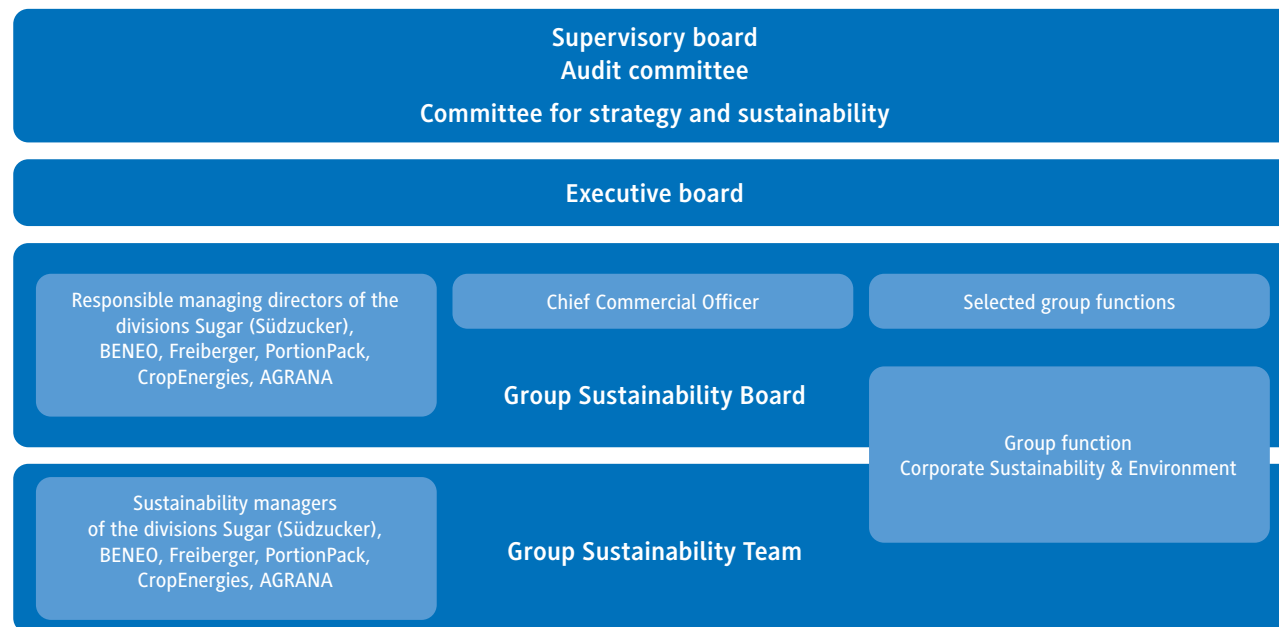 Supervisory board
Audit committee
Committee for strategy and sustainability
Executive board
Responsible managing directors of the
divisions Sugar (Südzucker),
BENEO, Freiberger, PortionPack,
CropEnergies, AGRANA
Chief Commercial Officer
Selected group functions
Group Sustainability Board
Group function
Corporate Sustainability & Environment
Sustainability managers
of the divisions Sugar (Südzucker),
BENEO, Freiberger, PortionPack,
CropEnergies, AGRANA
Group Sustainability Team